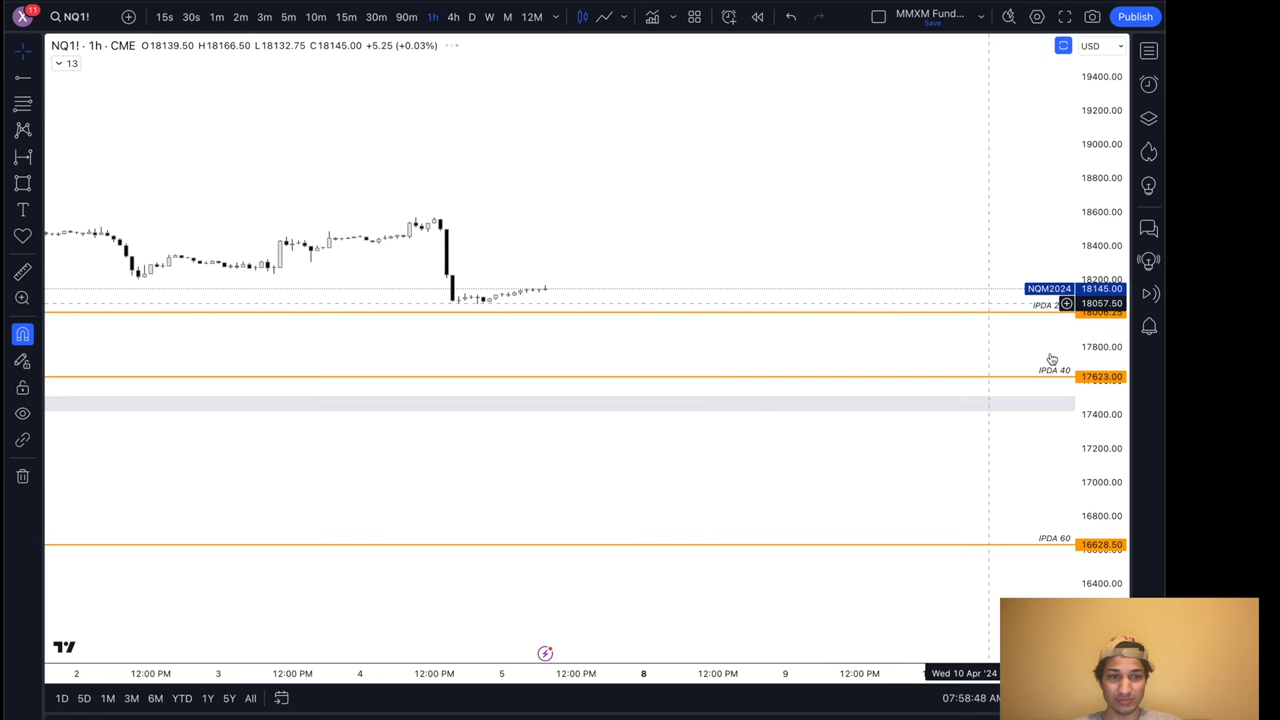 11
X
NQ1!
15s 30s 1m 2m 3m 5m 10m 15m 30m 90m 1h 4h D W M 12M
MMXM Fund...
Save
Publish
NQ1! · 1h · CME O18139.50 H18166.50 L18132.75 C18145.00 +5.25 (+0.03%)
USD
13
19400.00
19200.00
19000.00
18800.00
18600.00
18400.00
18200.00
NQM2024 18145.00
18057.50
IPDA
18006.25
17800.00
IPDA 40
17623.00
17400.00
17200.00
17000.00
16800.00
IPDA 60
16628.50
16400.00
2 12:00 PM 3 12:00 PM 4 12:00 PM 5 12:00 PM 8 12:00 PM 9 12:00 PM Wed 10 Apr '24
1D 5D 1M 3M 6M YTD 1Y 5Y All
07:58:48 AM